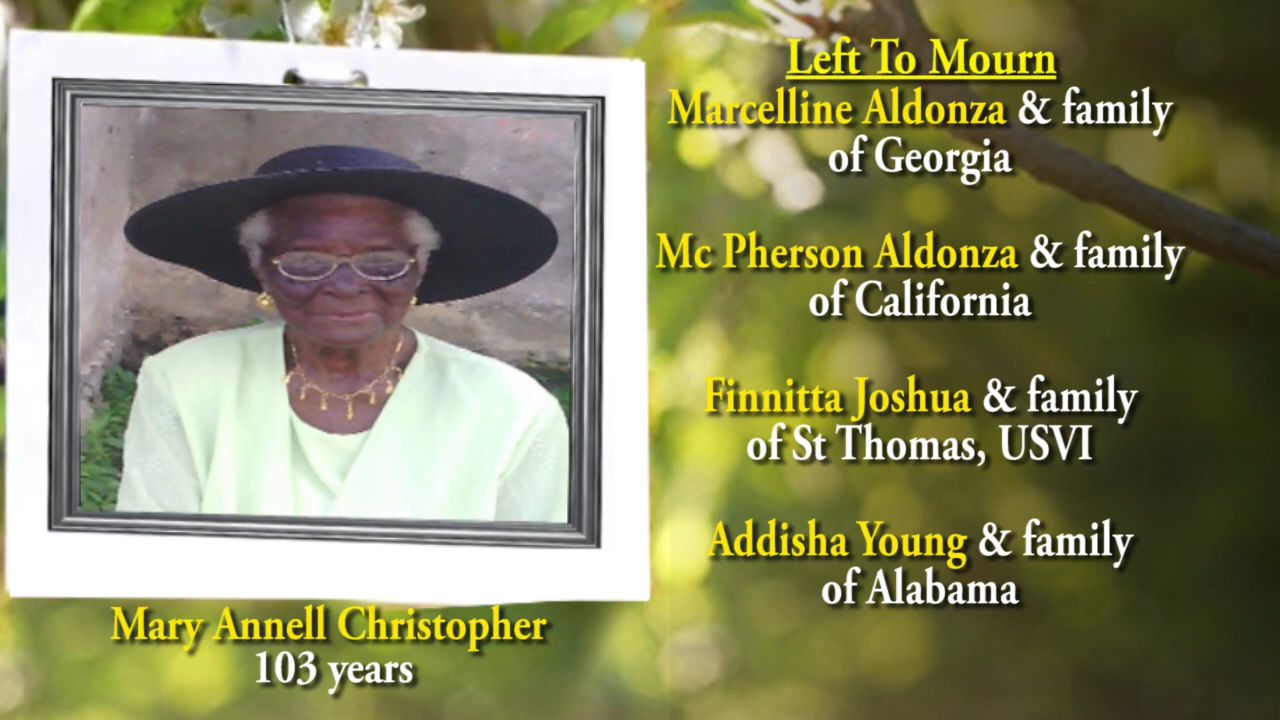 Left To Mourn
Marcelline Aldonza & family
of Georgia
Mc Pherson Aldonza & family
of California
Finnitta Joshua & family
of St Thomas, USVI
Addisha Young & family
of Alabama
Mary Annell Christopher
103 years